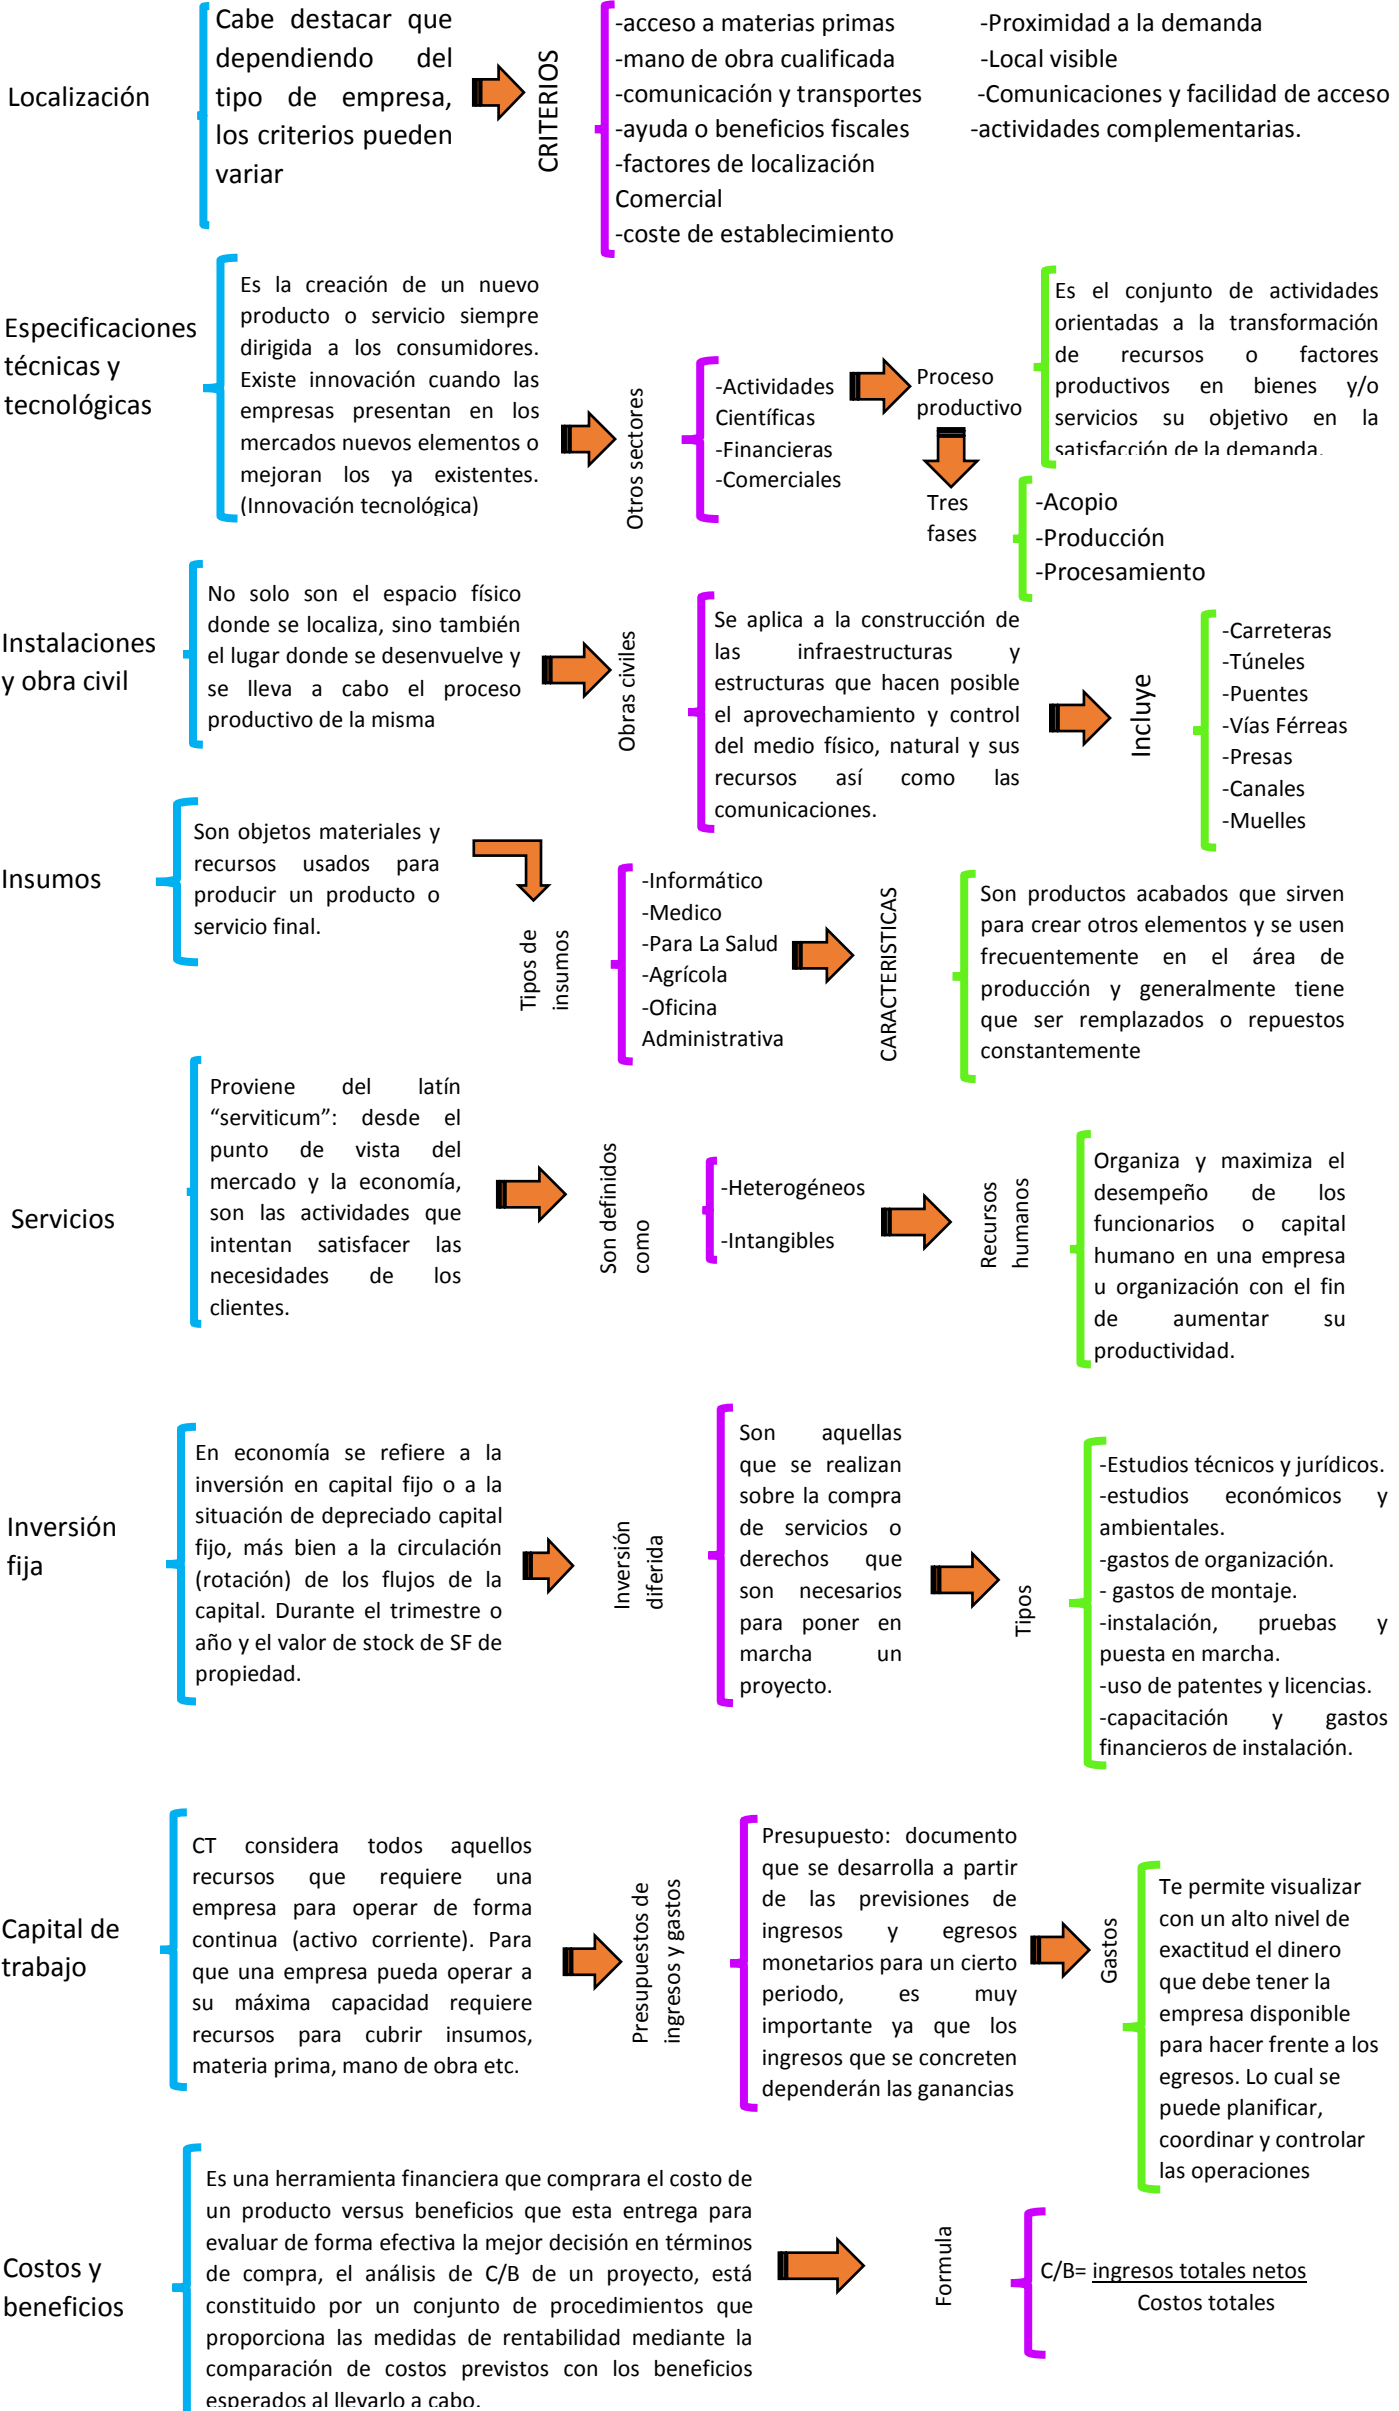 Localización
Cabe destacar que
dependiendo del
tipo de empresa,
los criterios pueden
variar
CRITERIOS
-acceso a materias primas
-mano de obra cualificada
-comunicación y transportes
-ayuda o beneficios fiscales
-factores de localización
Comercial
-coste de establecimiento
-Proximidad a la demanda
-Local visible
-Comunicaciones y facilidad de acceso
-actividades complementarias.
Especificaciones
técnicas y
tecnológicas
Es la creación de un nuevo
producto o servicio siempre
dirigida a los consumidores.
Existe innovación cuando las
empresas presentan en los
mercados nuevos elementos o
mejoran los ya existentes.
(Innovación tecnológica)
Otros sectores
-Actividades
Científicas
-Financieras
-Comerciales
Proceso
productivo
Es el conjunto de actividades
orientadas a la transformación
de recursos o factores
productivos en bienes y/o
servicios su objetivo en la
satisfacción de la demanda.
Tres
fases
-Acopio
-Producción
-Procesamiento
Instalaciones
y obra civil
No solo son el espacio físico
donde se localiza, sino también
el lugar donde se desenvuelve y
se lleva a cabo el proceso
productivo de la misma
Obras civiles
Se aplica a la construcción de
las infraestructuras y
estructuras que hacen posible
el aprovechamiento y control
del medio físico, natural y sus
recursos así como las
comunicaciones.
Incluye
-Carreteras
-Túneles
-Puentes
-Vías Férreas
-Presas
-Canales
-Muelles
Insumos
Son objetos materiales y
recursos usados para
producir un producto o
servicio final.
Tipos de
insumos
-Informático
-Medico
-Para La Salud
-Agrícola
-Oficina
Administrativa
CARACTERISTICAS
Son productos acabados que sirven
para crear otros elementos y se usen
frecuentemente en el área de
producción y generalmente tiene
que ser remplazados o repuestos
constantemente
Servicios
Proviene del latín
“serviticum”: desde el
punto de vista del
mercado y la economía,
son las actividades que
intentan satisfacer las
necesidades de los
clientes.
Son definidos
como
-Heterogéneos
-Intangibles
Recursos
humanos
Organiza y maximiza el
desempeño de los
funcionarios o capital
humano en una empresa
u organización con el fin
de aumentar su
productividad.
Inversión
fija
En economía se refiere a la
inversión en capital fijo o a la
situación de depreciado capital
fijo, más bien a la circulación
(rotación) de los flujos de la
capital. Durante el trimestre o
año y el valor de stock de SF de
propiedad.
Inversión
diferida
Son aquellas
que se realizan
sobre la compra
de servicios o
derechos que
son necesarios
para poner en
marcha un
proyecto.
Tipos
-Estudios técnicos y jurídicos.
-estudios económicos y
ambientales.
-gastos de organización.
- gastos de montaje.
-instalación, pruebas y
puesta en marcha.
-uso de patentes y licencias.
-capacitación y gastos
financieros de instalación.
Capital de
trabajo
CT considera todos aquellos
recursos que requiere una
empresa para operar de forma
continua (activo corriente). Para
que una empresa pueda operar a
su máxima capacidad requiere
recursos para cubrir insumos,
materia prima, mano de obra etc.
Presupuestos de
ingresos y gastos
Presupuesto: documento
que se desarrolla a partir
de las previsiones de
ingresos y egresos
monetarios para un cierto
periodo, es muy
importante ya que los
ingresos que se concreten
dependerán las ganancias
Gastos
Te permite visualizar
con un alto nivel de
exactitud el dinero
que debe tener la
empresa disponible
para hacer frente a los
egresos. Lo cual se
puede planificar,
coordinar y controlar
las operaciones
Costos y
beneficios
Es una herramienta financiera que comprara el costo de
un producto versus beneficios que esta entrega para
evaluar de forma efectiva la mejor decisión en términos
de compra, el análisis de C/B de un proyecto, está
constituido por un conjunto de procedimientos que
proporciona las medidas de rentabilidad mediante la
comparación de costos previstos con los beneficios
esperados al llevarlo a cabo.
Formula
C/B= ingresos totales netos
Costos totales